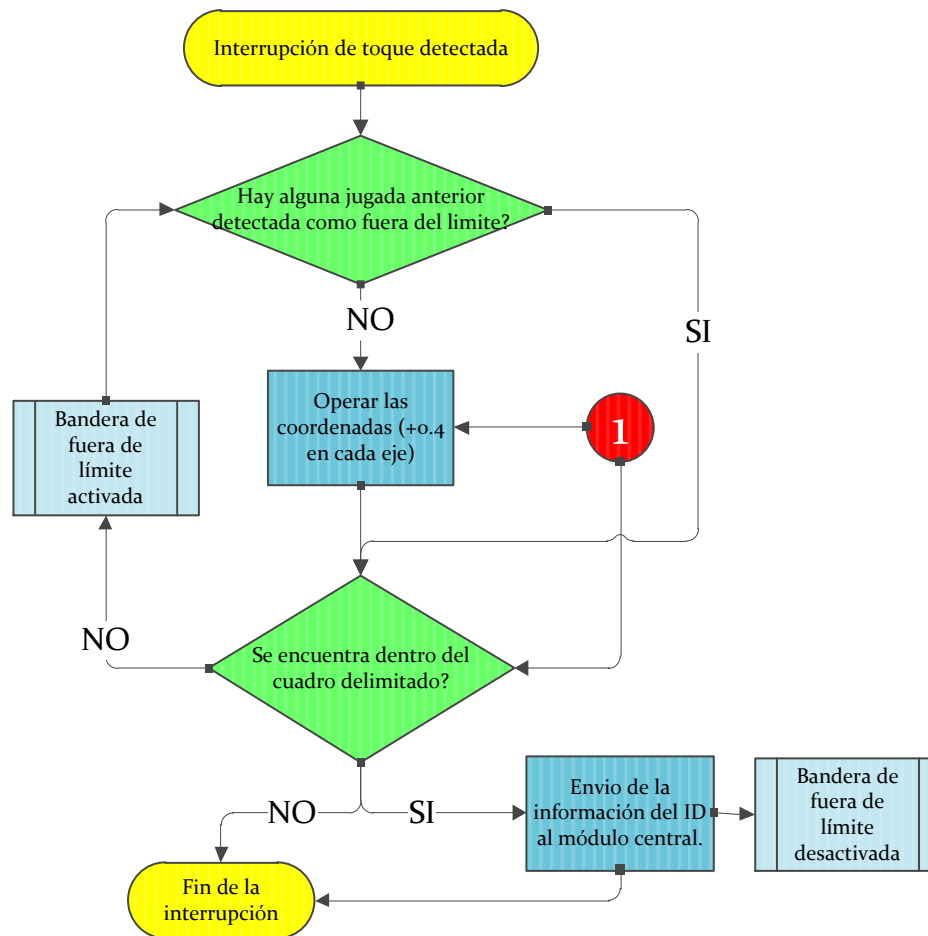 Interrupción de toque detectada
Hay alguna jugada anterior
detectada como fuera del limite?
NO
SI
Operar las
coordenadas (+0.4
en cada eje)
1
Bandera de
fuera de
límite
activada
NO
Se encuentra dentro del
cuadro delimitado?
NO
SI
Envio de la
información del ID
al módulo central.
Bandera de
fuera de
límite
desactivada
Fin de la
interrupción